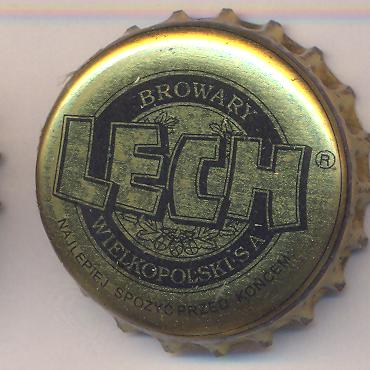 BROWARY
LECH®
WIELKOPOLSKI S.A.
NAJLEPIEJ SPOŻYĆ PRZED KOŃCEM